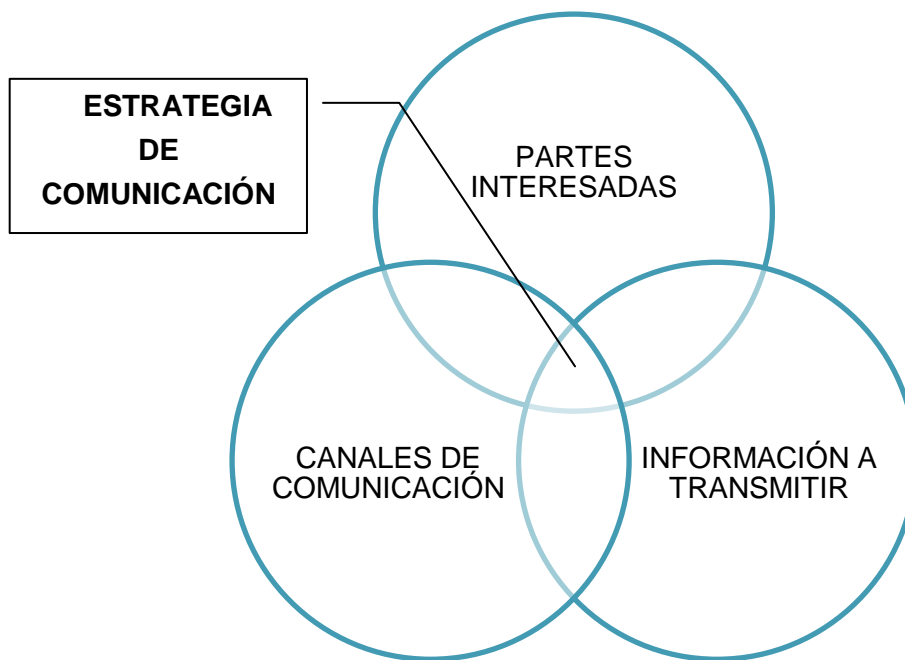 ESTRATEGIA
DE
COMUNICACIÓN
PARTES
INTERESADAS
CANALES DE
COMUNICACIÓN
INFORMACIÓN A
TRANSMITIR